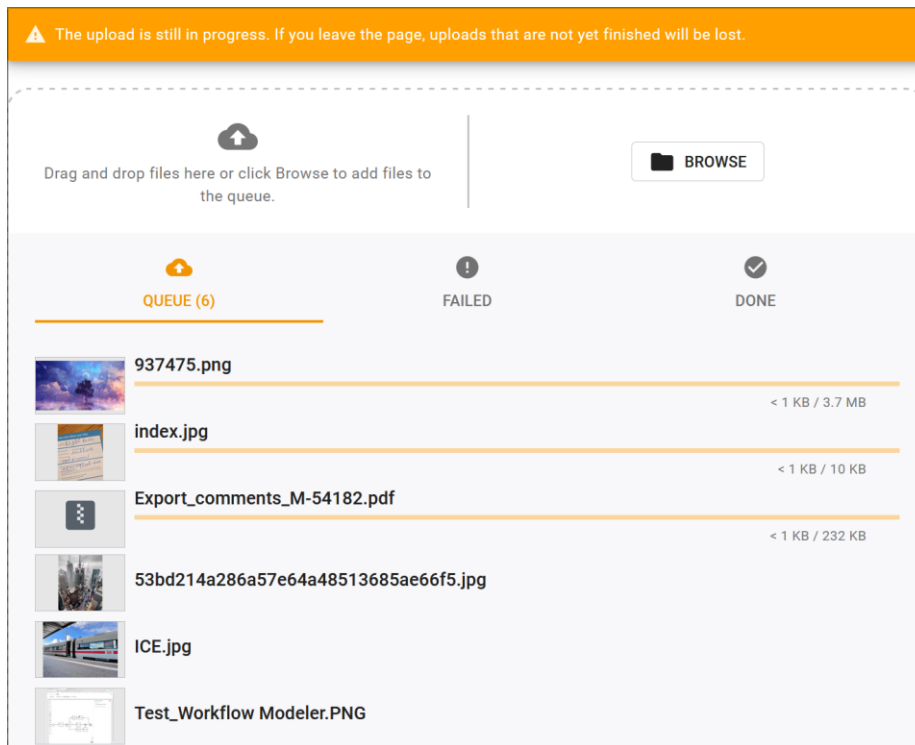 The upload is still in progress. If you leave the page, uploads that are not yet finished will be lost.
Drag and drop files here or click Browse to add files to
the queue.
BROWSE
QUEUE (6)
FAILED
DONE
937475.png
< 1 KB / 3.7 MB
index.jpg
< 1 KB / 10 KB
Export_comments_M-54182.pdf
< 1 KB / 232 KB
53bd214a286a57e64a48513685ae66f5.jpg
ICE.jpg
Test_Workflow Modeler.PNG